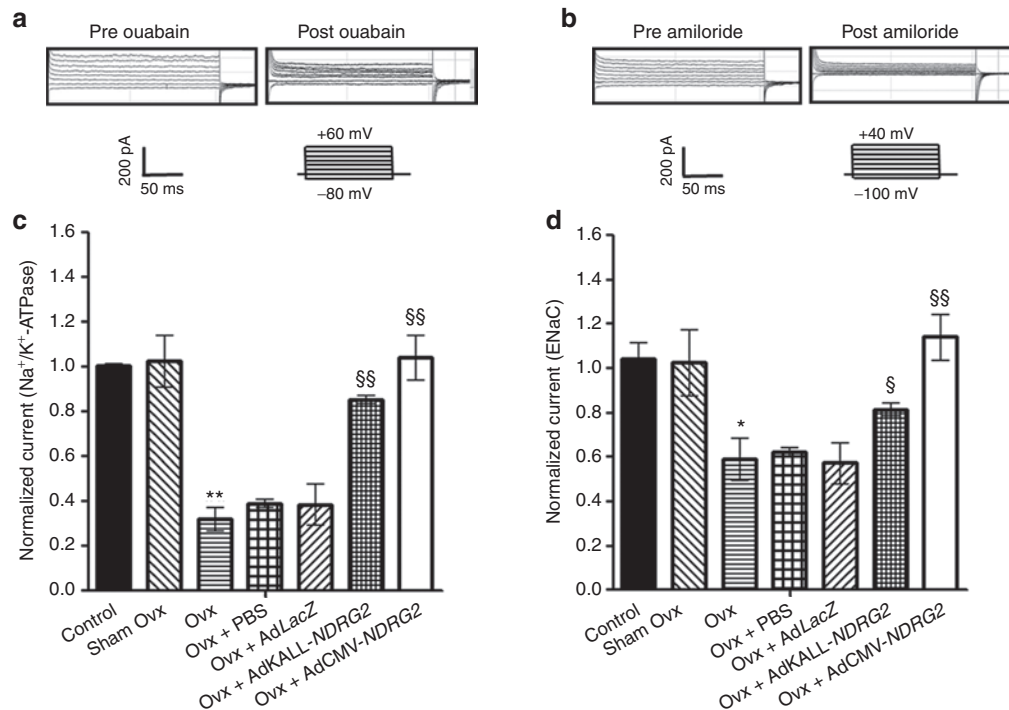 a
Pre ouabain
Post ouabain
200 pA
50 ms
+60 mV
−80 mV
b
Pre amiloride
Post amiloride
200 pA
50 ms
+40 mV
−100 mV
c
Normalized current (Na⁺/K⁺-ATPase)
1.6
1.4
1.2
1.0
0.8
0.6
0.4
0.2
0.0
**
§§
§§
Control
Sham Ovx
Ovx
Ovx + PBS
Ovx + AdLacZ
Ovx + AdKALL-NDRG2
Ovx + AdCMV-NDRG2
d
Normalized current (ENaC)
1.6
1.4
1.2
1.0
0.8
0.6
0.4
0.2
0.0
*
§
§§
Control
Sham Ovx
Ovx
Ovx + PBS
Ovx + AdLacZ
Ovx + AdKALL-NDRG2
Ovx + AdCMV-NDRG2